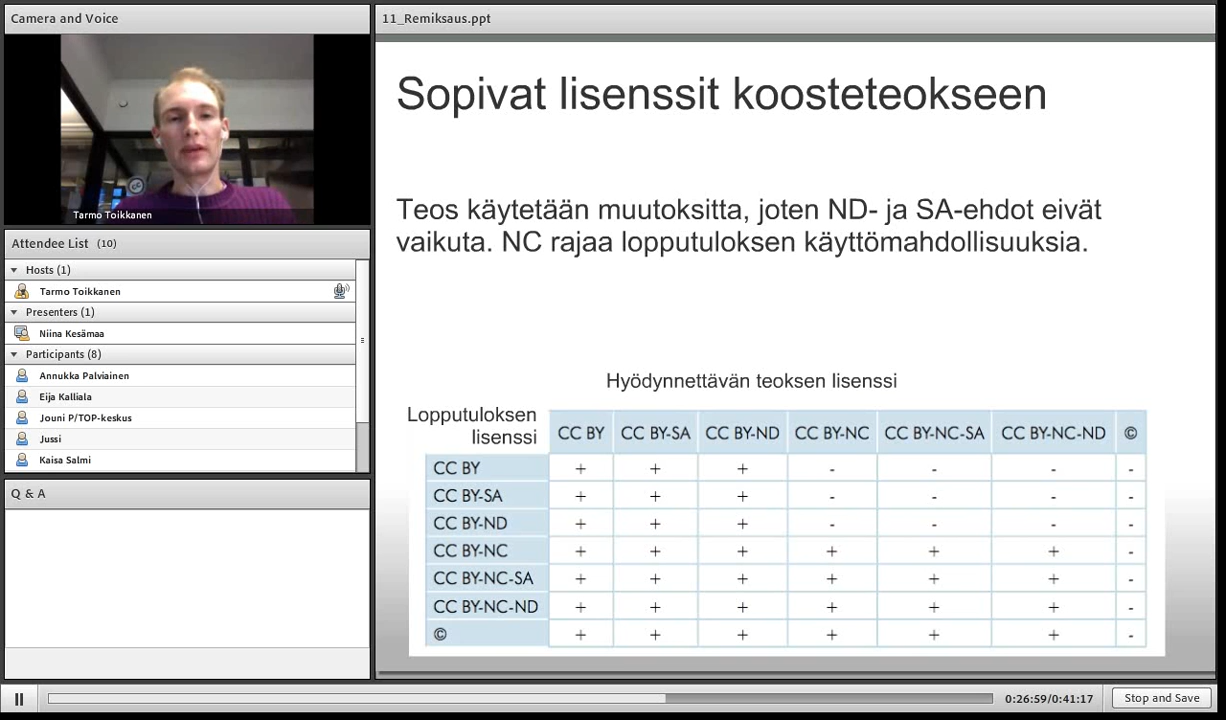 Camera and Voice
Tarmo Toikkanen
Attendee List (10)
Hosts (1)
Tarmo Toikkanen
Presenters (1)
Niina Kesämaa
Participants (8)
Annukka Palviainen
Eija Kalliala
Jouni P/TOP-keskus
Jussi
Kaisa Salmi
Q & A
11_Remiksaus.ppt
Sopivat lisenssit koosteteokseen
Teos käytetään muutoksitta, joten ND- ja SA-ehdot eivät
vaikuta. NC rajaa lopputuloksen käyttömahdollisuuksia.
Hyödynnettävän teoksen lisenssi
Lopputuloksen
lisenssi
CC BY CC BY-SA CC BY-ND CC BY-NC CC BY-NC-SA CC BY-NC-ND ©
CC BY + + + - - - -
CC BY-SA + + + - - - -
CC BY-ND + + + - - - -
CC BY-NC + + + + + + -
CC BY-NC-SA + + + + + + -
CC BY-NC-ND + + + + + + -
© + + + + + + -
0:26:59/0:41:17
Stop and Save